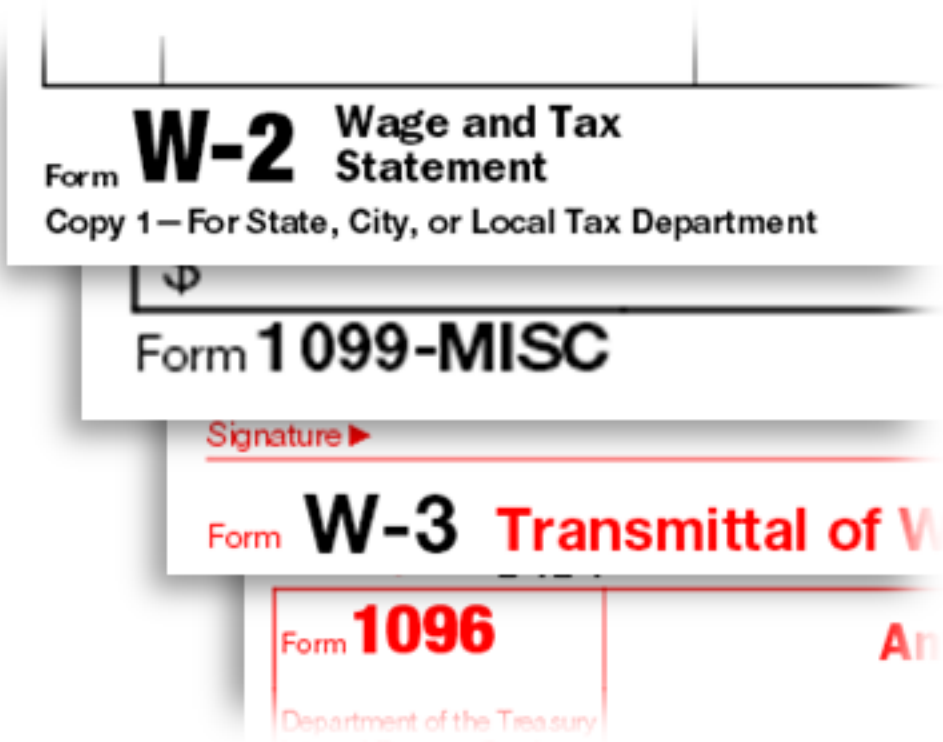 Form W-2 Wage and Tax
Statement
Copy 1—For State, City, or Local Tax Department
$
Form 1099-MISC
Signature ▶
Form W-3 Transmittal of W
Form 1096 An
Department of the Treasury